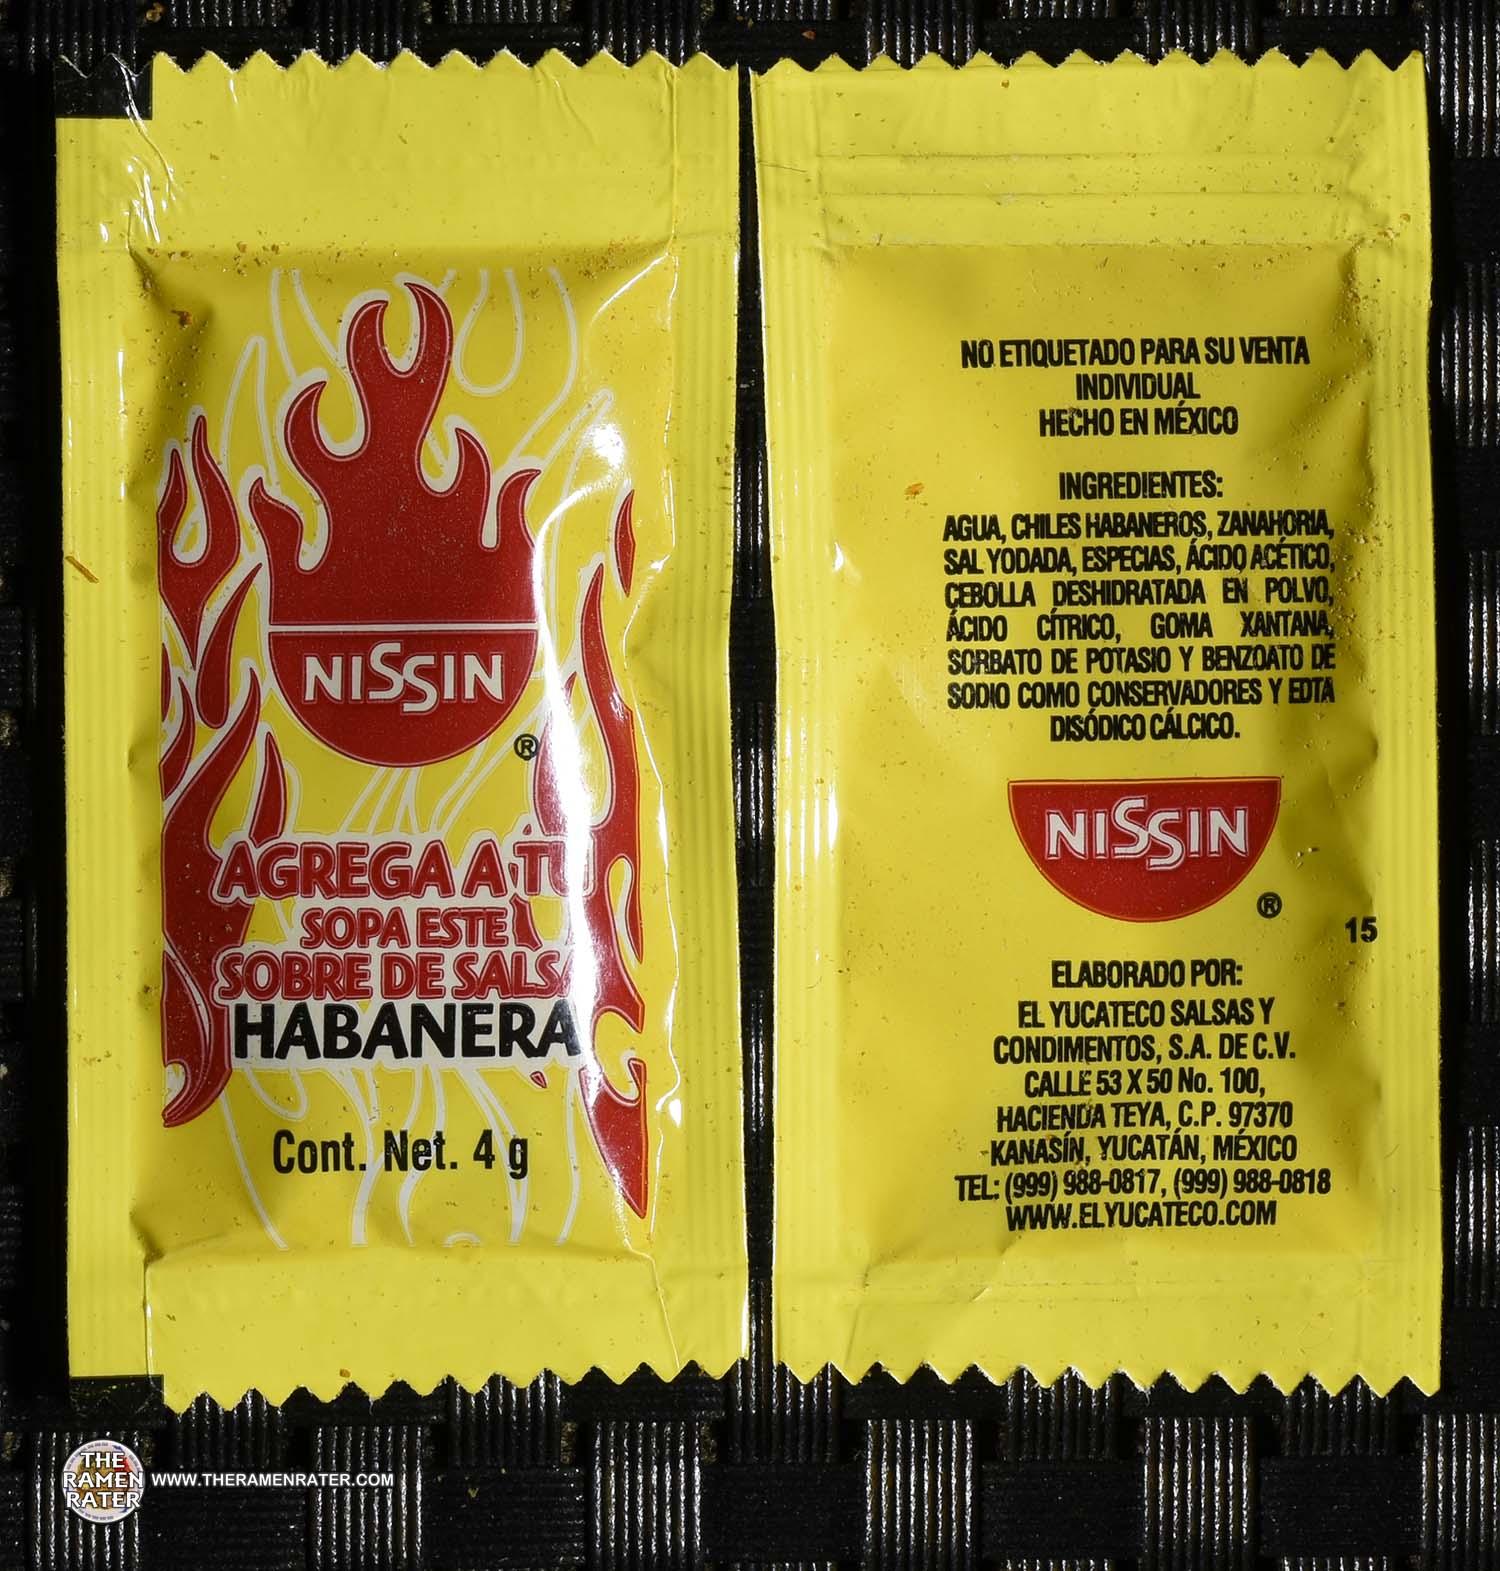 NISSIN
®
AGREGA A TU
SOPA ESTE
SOBRE DE SALSA
HABANERA
Cont. Net. 4 g
NO ETIQUETADO PARA SU VENTA
INDIVIDUAL
HECHO EN MÉXICO
INGREDIENTES:
AGUA, CHILES HABANEROS, ZANAHORIA,
SAL YODADA, ESPECIAS, ÁCIDO ACÉTICO,
CEBOLLA DESHIDRATADA EN POLVO,
ÁCIDO CÍTRICO, GOMA XANTANA,
SORBATO DE POTASIO Y BENZOATO DE
SODIO COMO CONSERVADORES Y EDTA
DISÓDICO CÁLCICO.
NISSIN
®
15
ELABORADO POR:
EL YUCATECO SALSAS Y
CONDIMENTOS, S.A. DE C.V.
CALLE 53 X 50 No. 100,
HACIENDA TEYA, C.P. 97370
KANASÍN, YUCATÁN, MÉXICO
TEL: (999) 988-0817, (999) 988-0818
WWW.ELYUCATECO.COM
THE
RAMEN
RATER
WWW.THERAMENRATER.COM